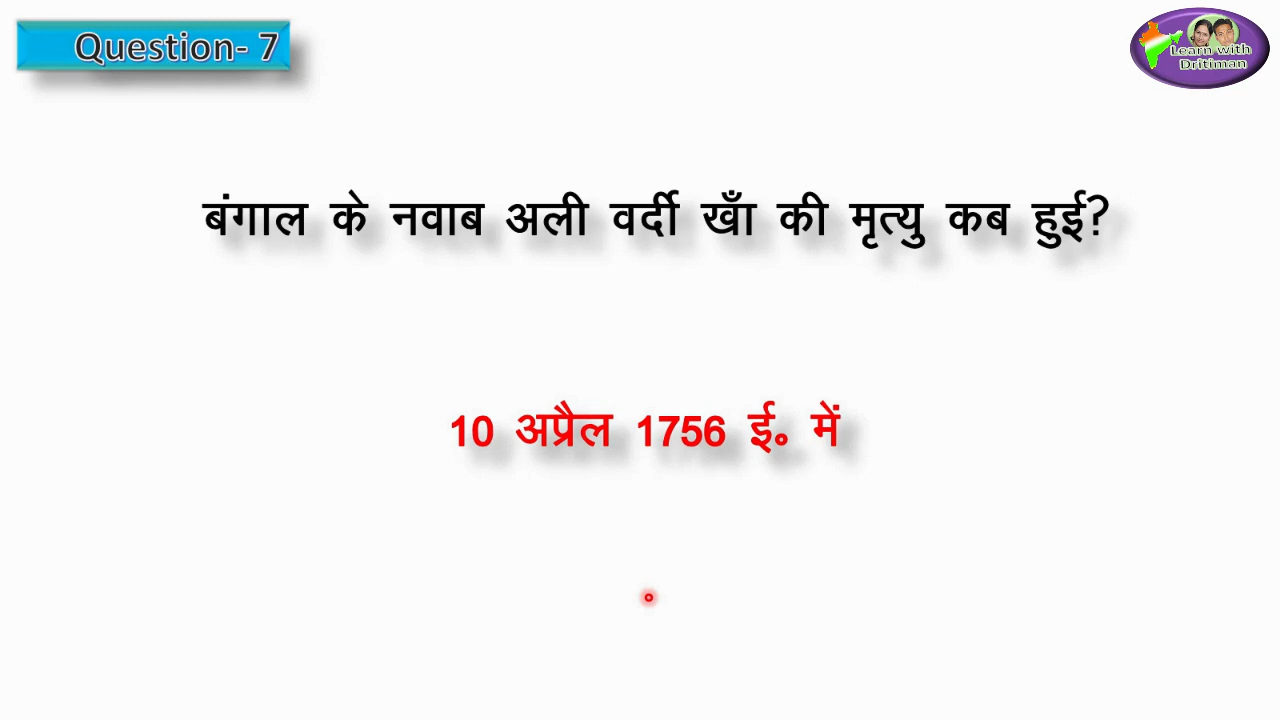 Question- 7
Learn with
Dritiman
बंगाल के नवाब अली वर्दी खाँ की मृत्यु कब हुई?
10 अप्रैल 1756 ई॰ में